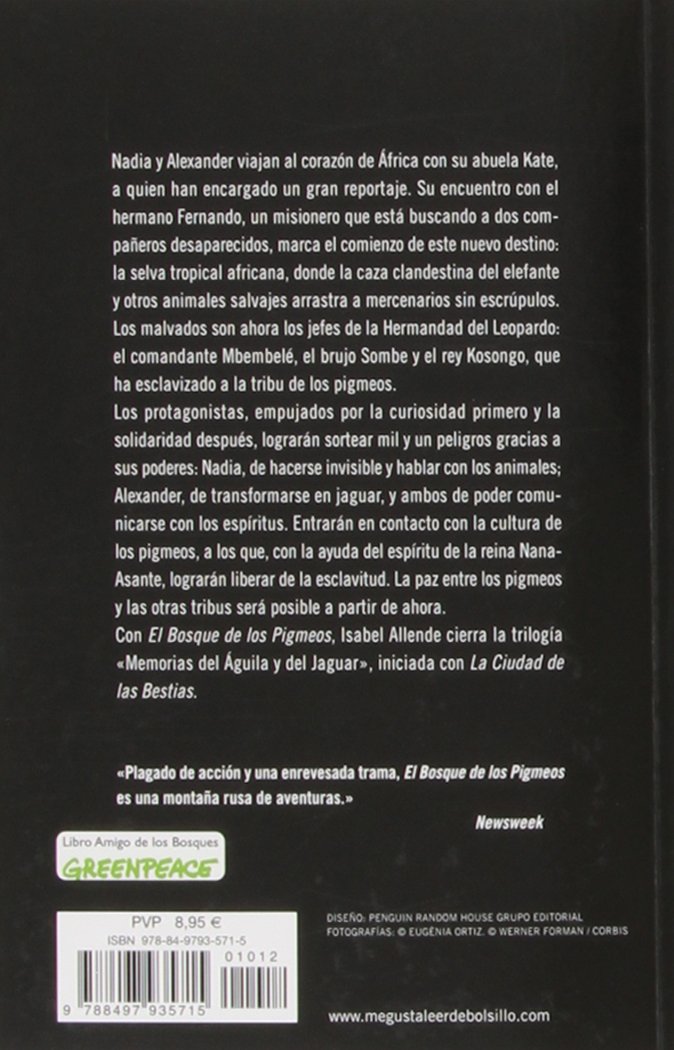 Nadia y Alexander viajan al corazón de África con su abuela Kate,
a quien han encargado un gran reportaje. Su encuentro con el
hermano Fernando, un misionero que está buscando a dos com-
pañeros desaparecidos, marca el comienzo de este nuevo destino:
la selva tropical africana, donde la caza clandestina del elefante
y otros animales salvajes arrastra a mercenarios sin escrúpulos.
Los malvados son ahora los jefes de la Hermandad del Leopardo:
el comandante Mbembelé, el brujo Sombe y el rey Kosongo, que
ha esclavizado a la tribu de los pigmeos.
Los protagonistas, empujados por la curiosidad primero y la
solidaridad después, lograrán sortear mil y un peligros gracias a
sus poderes: Nadia, de hacerse invisible y hablar con los animales;
Alexander, de transformarse en jaguar, y ambos de poder comu-
nicarse con los espíritus. Entrarán en contacto con la cultura de
los pigmeos, a los que, con la ayuda del espíritu de la reina Nana-
Asante, lograrán liberar de la esclavitud. La paz entre los pigmeos
y las otras tribus será posible a partir de ahora.
Con El Bosque de los Pigmeos, Isabel Allende cierra la trilogía
«Memorias del Águila y del Jaguar», iniciada con La Ciudad de
las Bestias.
«Plagado de acción y una enrevesada trama, El Bosque de los Pigmeos
es una montaña rusa de aventuras.»
Newsweek
Libro Amigo de los Bosques
GREENPEACE
PVP 8,95 €
ISBN 978-84-9793-571-5
01012
9 788497 935715
DISEÑO: PENGUIN RANDOM HOUSE GRUPO EDITORIAL
FOTOGRAFÍAS: © EUGÈNIA ORTIZ. © WERNER FORMAN / CORBIS
www.megustaleerdebolsillo.com